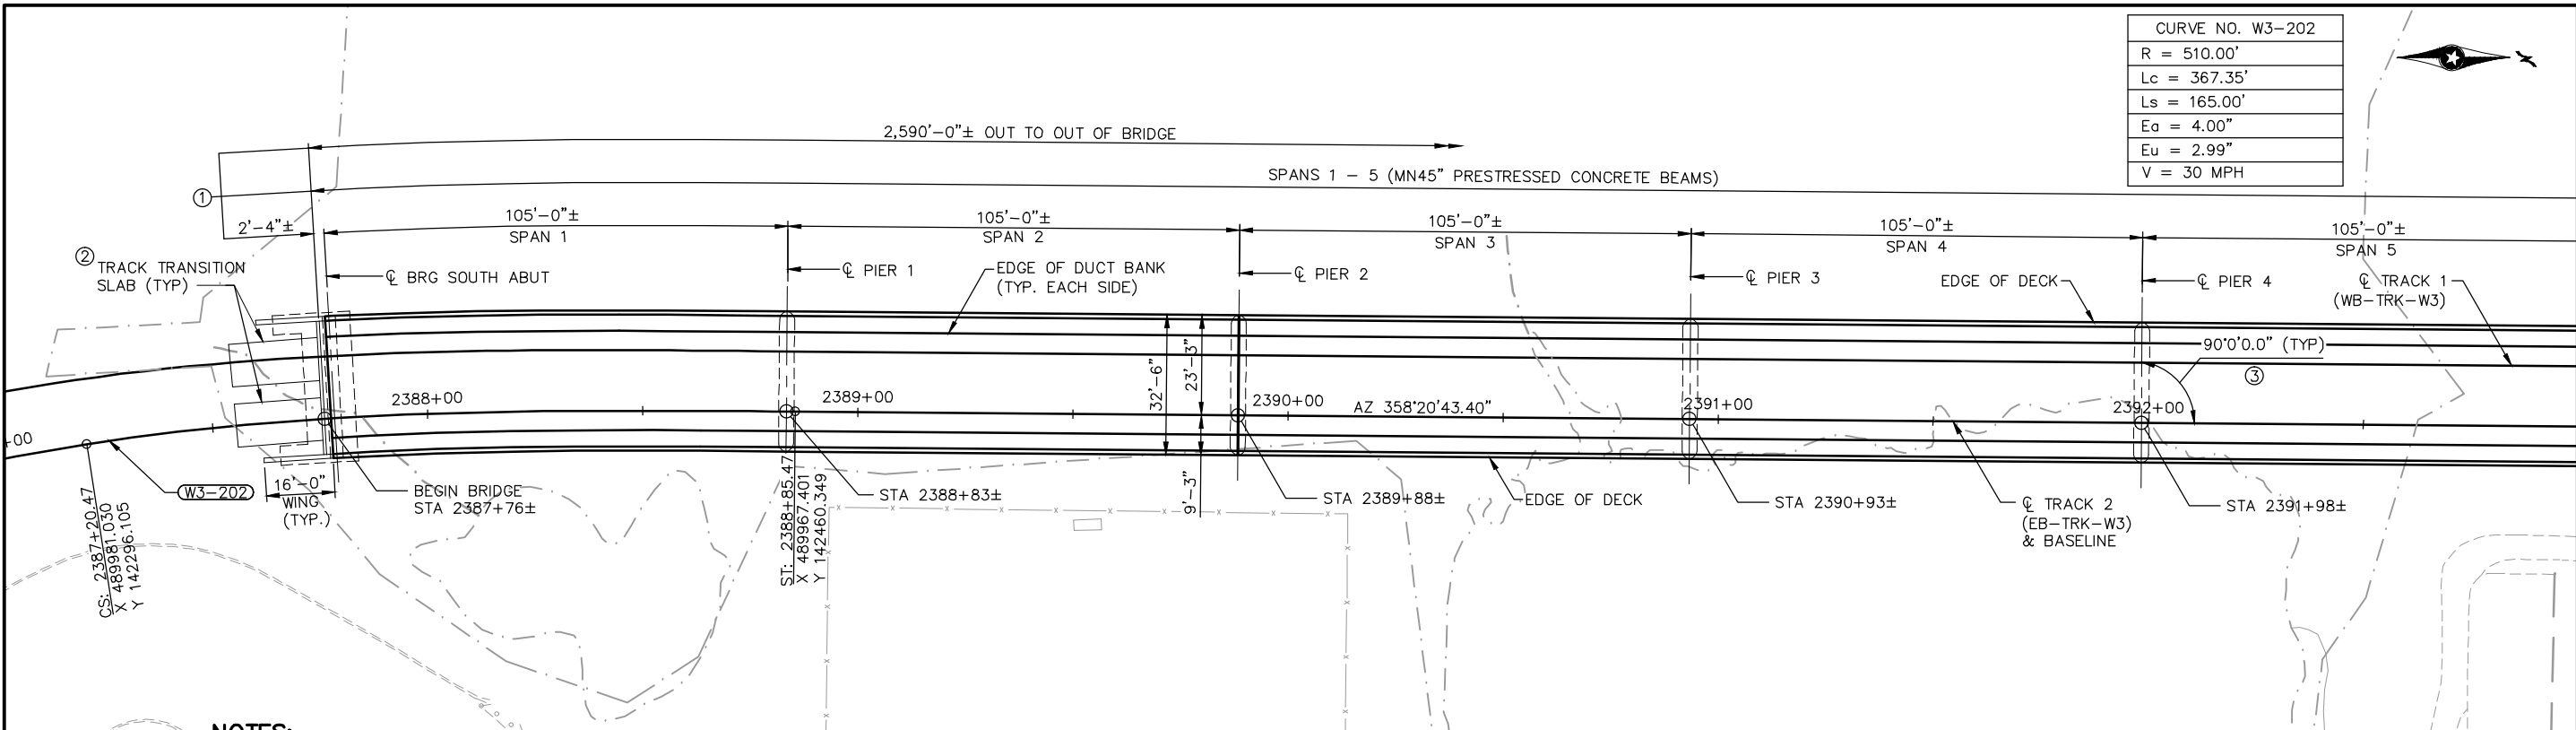 CURVE NO. W3-202
R = 510.00'
Lc = 367.35'
Ls = 165.00'
Ea = 4.00"
Eu = 2.99"
V = 30 MPH
2,590'-0"± OUT TO OUT OF BRIDGE
SPANS 1 - 5 (MN45" PRESTRESSED CONCRETE BEAMS)
1
2'-4"±
105'-0"±
SPAN 1
105'-0"±
SPAN 2
105'-0"±
SPAN 3
105'-0"±
SPAN 4
105'-0"±
SPAN 5
2
TRACK TRANSITION
SLAB (TYP)
℄ BRG SOUTH ABUT
℄ PIER 1
EDGE OF DUCT BANK
(TYP. EACH SIDE)
℄ PIER 2
℄ PIER 3
EDGE OF DECK
℄ PIER 4
℄ TRACK 1
(WB-TRK-W3)
90°0'0.0" (TYP)
3
32'-6"
23'-3"
9'-3"
+00
2388+00
2389+00
2390+00
AZ 358°20'43.40"
2391+00
2392+00
W3-202
16'-0"
WING
(TYP.)
BEGIN BRIDGE
STA 2387+76±
STA 2388+83±
STA 2389+88±
EDGE OF DECK
STA 2390+93±
℄ TRACK 2
(EB-TRK-W3)
& BASELINE
STA 2391+98±
CS: 2387+20.47
X 489981.030
Y 142296.105
ST: 2388+85.47
X 489967.401
Y 142460.349
NOTES: